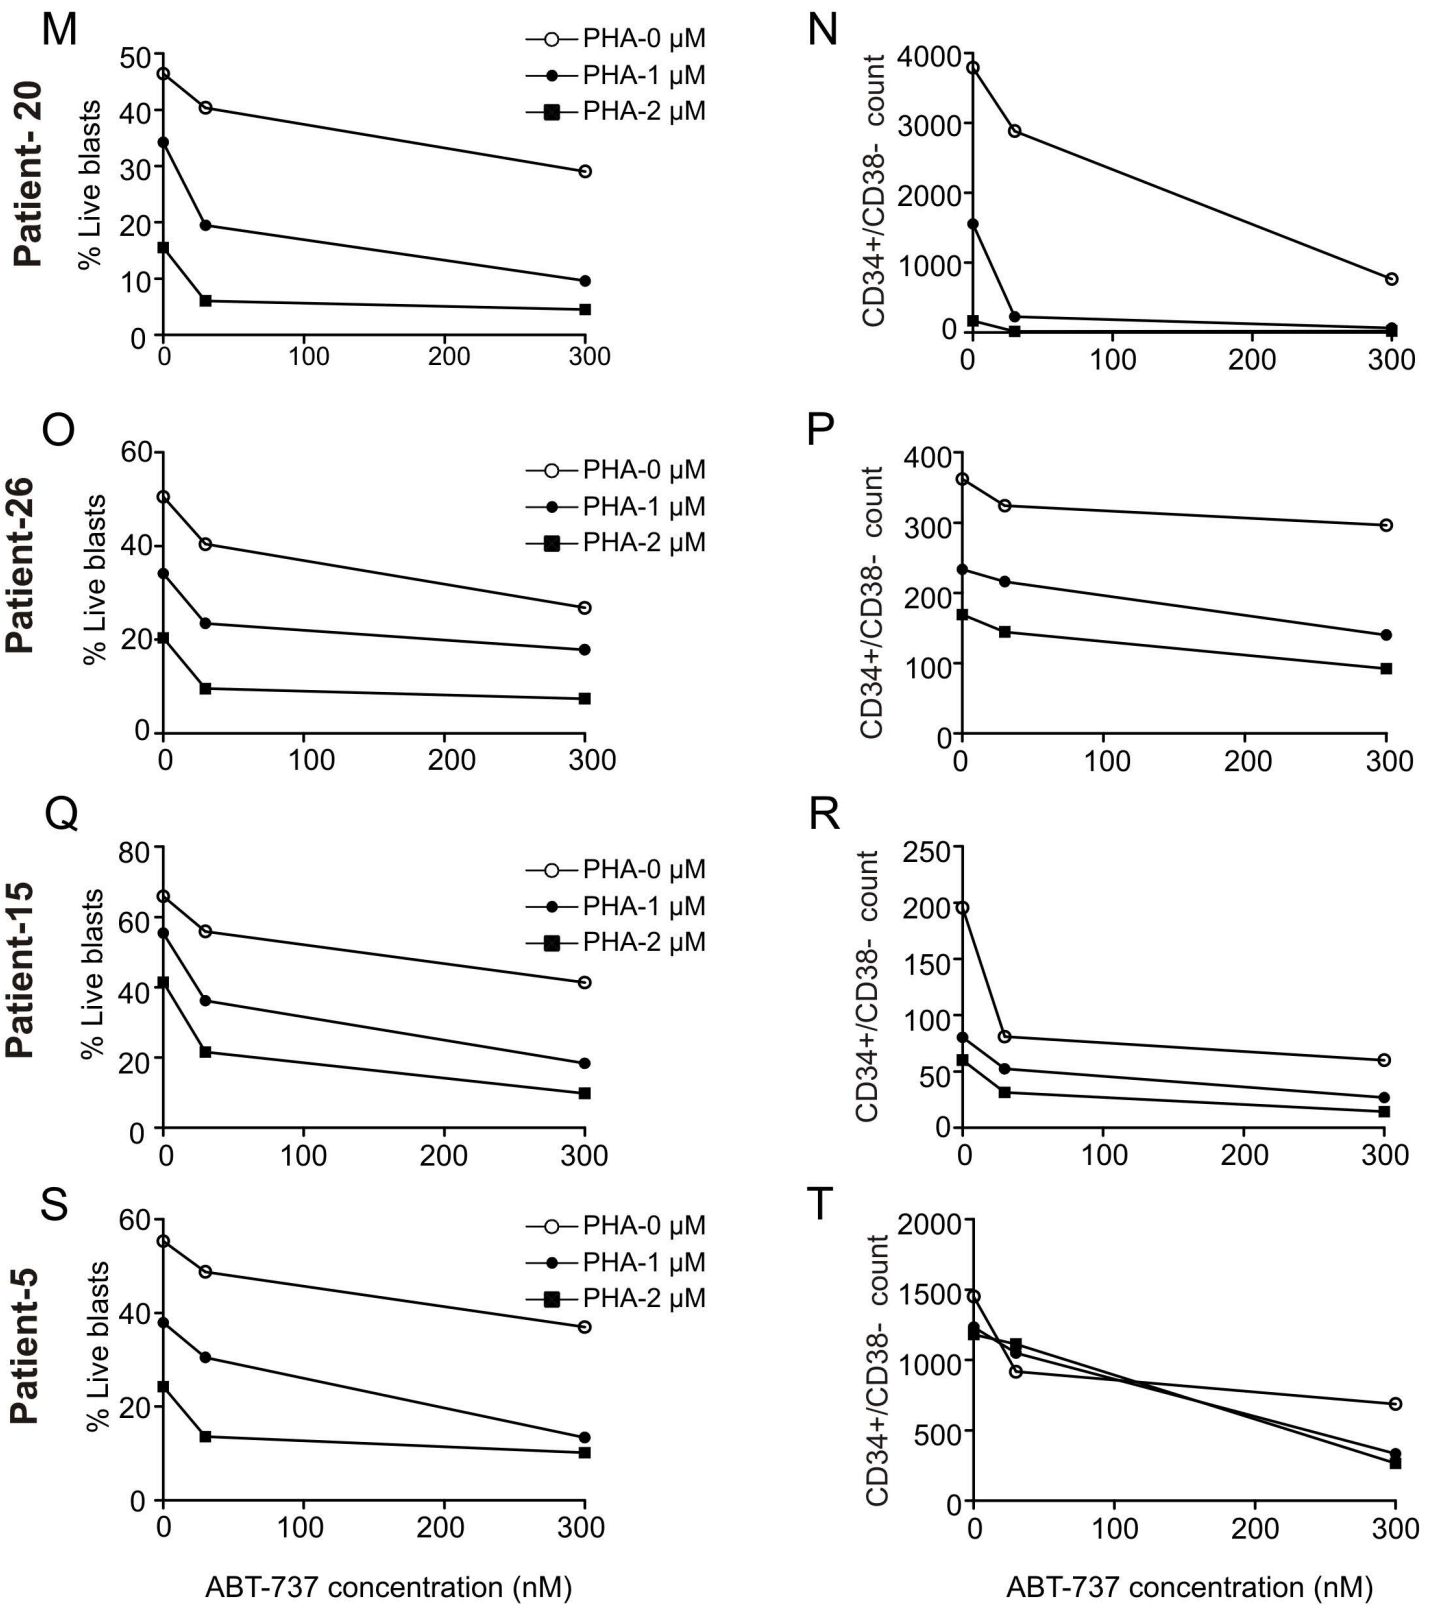 M
Patient- 20
% Live blasts
50
40
30
20
10
0
0 100 200 300
PHA-0 µM
PHA-1 µM
PHA-2 µM
N
CD34+/CD38- count
4000
3000
2000
1000
0
0 100 200 300
O
Patient-26
% Live blasts
60
40
20
0
0 100 200 300
PHA-0 µM
PHA-1 µM
PHA-2 µM
P
CD34+/CD38- count
400
300
200
100
0
0 100 200 300
Q
Patient-15
% Live blasts
80
60
40
20
0
0 100 200 300
PHA-0 µM
PHA-1 µM
PHA-2 µM
R
CD34+/CD38- count
250
200
150
100
50
0
0 100 200 300
S
Patient-5
% Live blasts
60
40
20
0
0 100 200 300
PHA-0 µM
PHA-1 µM
PHA-2 µM
ABT-737 concentration (nM)
T
CD34+/CD38- count
2000
1500
1000
500
0
0 100 200 300
ABT-737 concentration (nM)